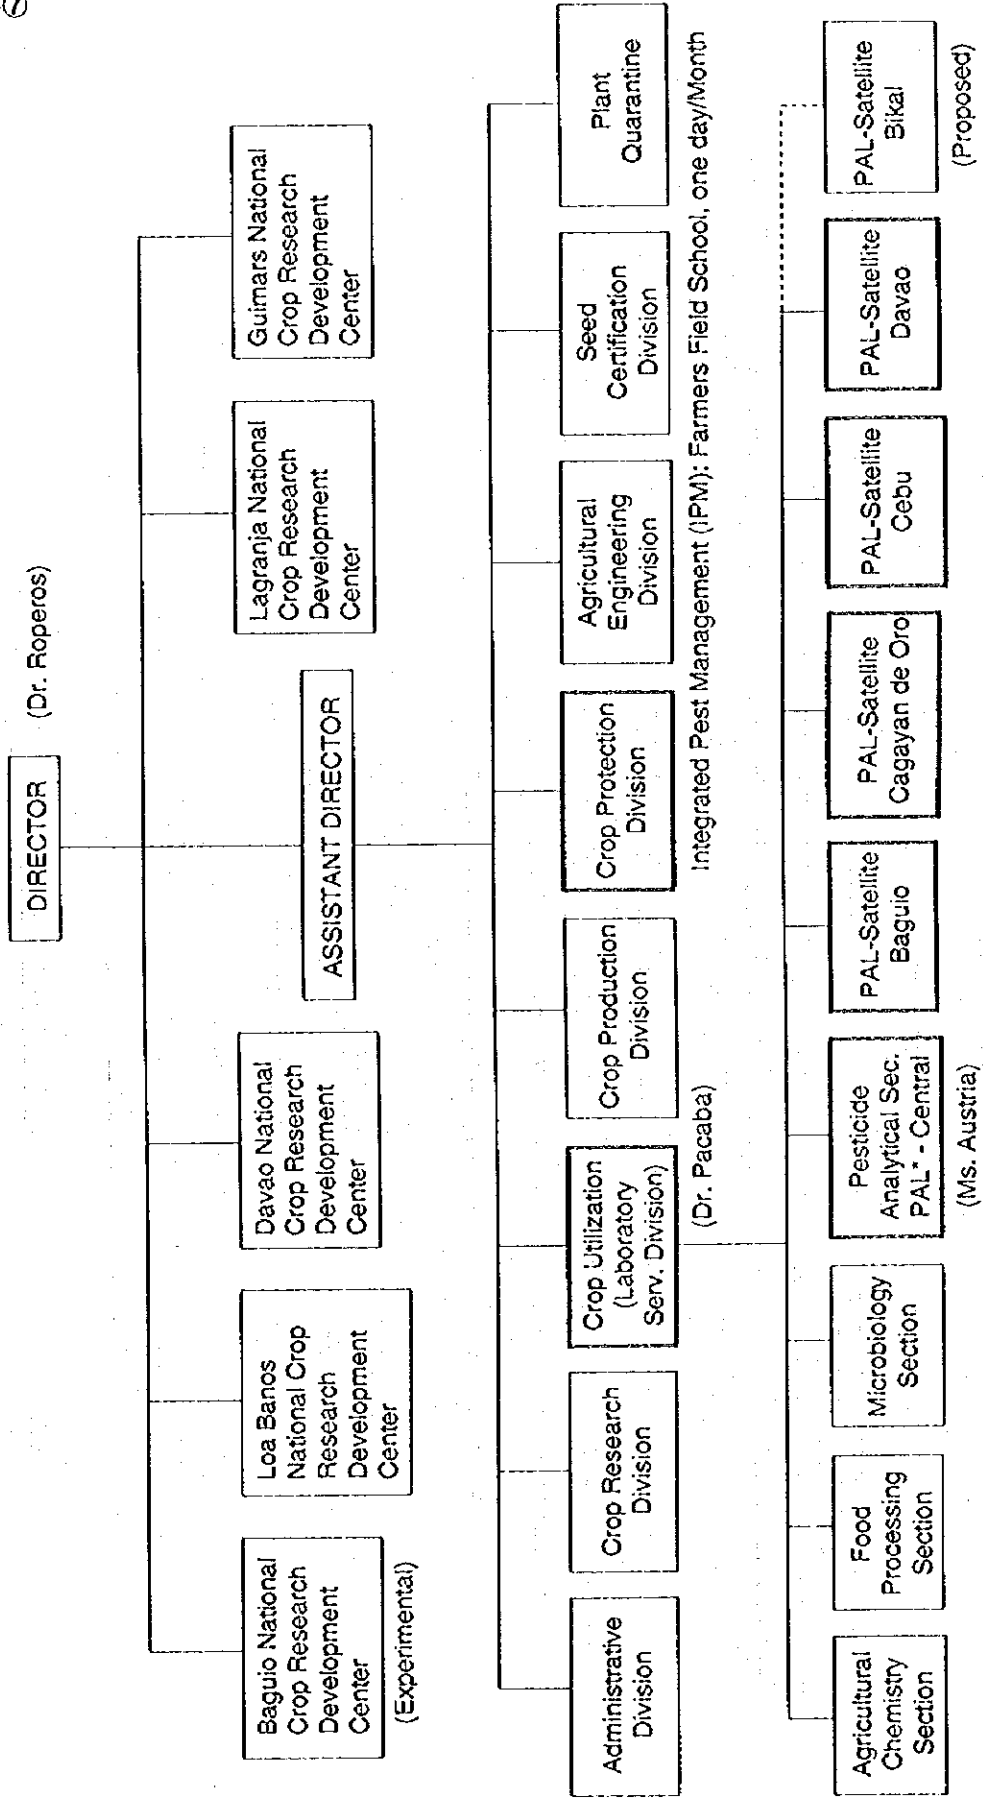 ⑦
DIRECTOR
(Dr. Roperos)
Baguio National
Crop Research
Development
Center
(Experimental)
Loa Banos
National Crop
Research
Development
Center
Davao National
Crop Research
Development
Center
Lagranja National
Crop Research
Development
Center
Guimars National
Crop Research
Development
Center
ASSISTANT DIRECTOR
Administrative
Division
Crop Research
Division
Crop Utilization
(Laboratory
Serv. Division)
(Dr. Pacaba)
Crop Production
Division
Crop Protection
Division
Agricultural
Engineering
Division
Seed
Certification
Division
Plant
Quarantine
Integrated Pest Management (IPM): Farmers Field School, one day/Month
Agricultural
Chemistry
Section
Food
Processing
Section
Microbiology
Section
Pesticide
Analytical Sec.
PAL* - Central
(Ms. Austria)
PAL-Satellite
Baguio
PAL-Satellite
Cagayan de Oro
PAL-Satellite
Cebu
PAL-Satellite
Davao
PAL-Satellite
Bikal
(Proposed)